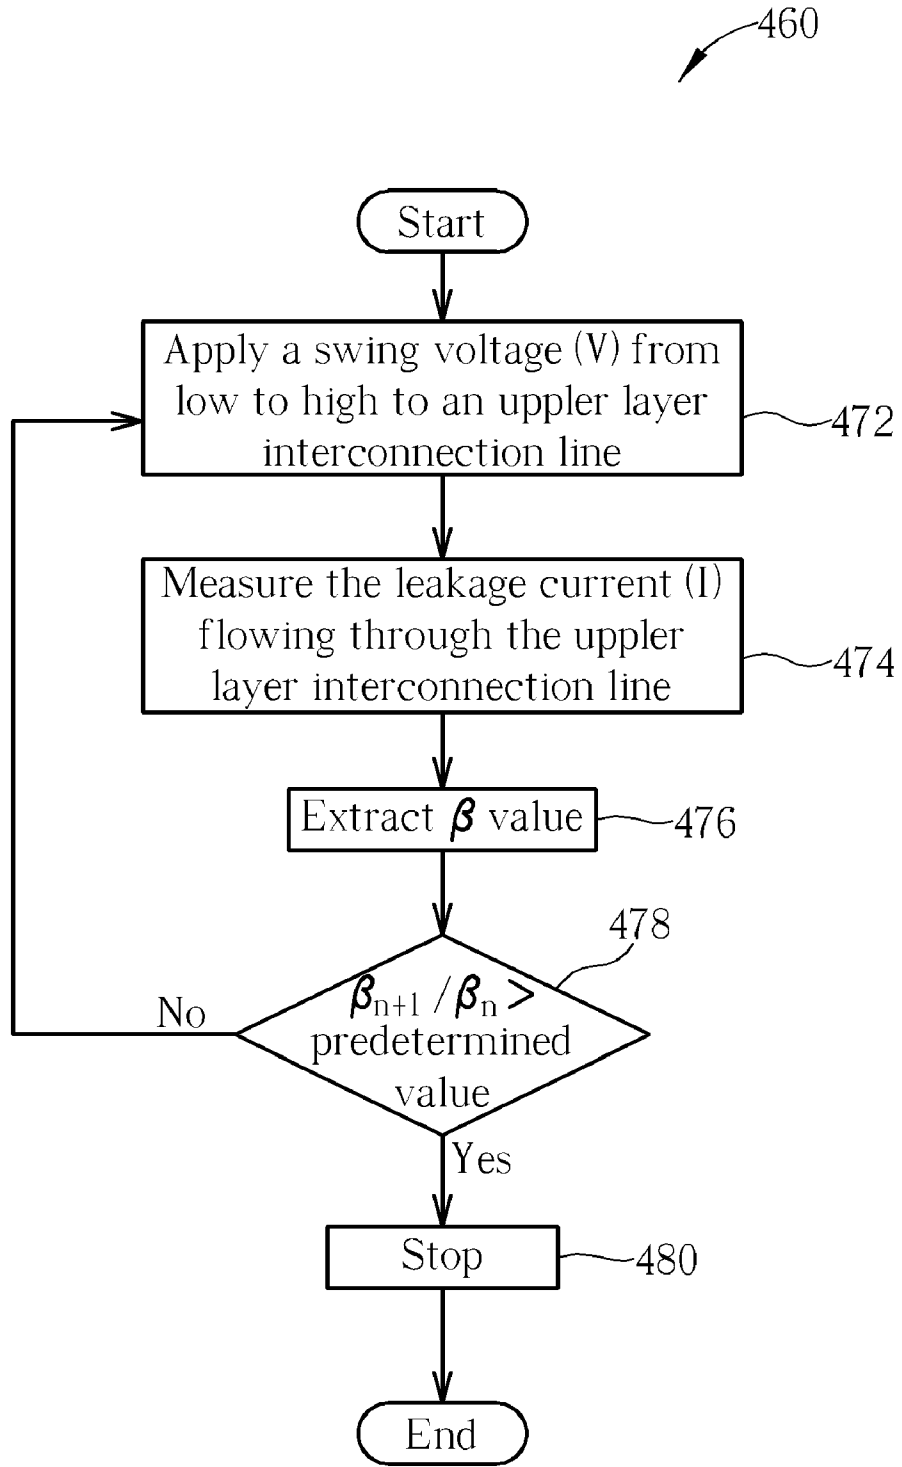 460
Start
Apply a swing voltage (V) from
low to high to an uppler layer
interconnection line
472
Measure the leakage current (I)
flowing through the uppler
layer interconnection line
474
Extract β value
476
478
βn+1 / βn >
predetermined
value
No
Yes
Stop
480
End